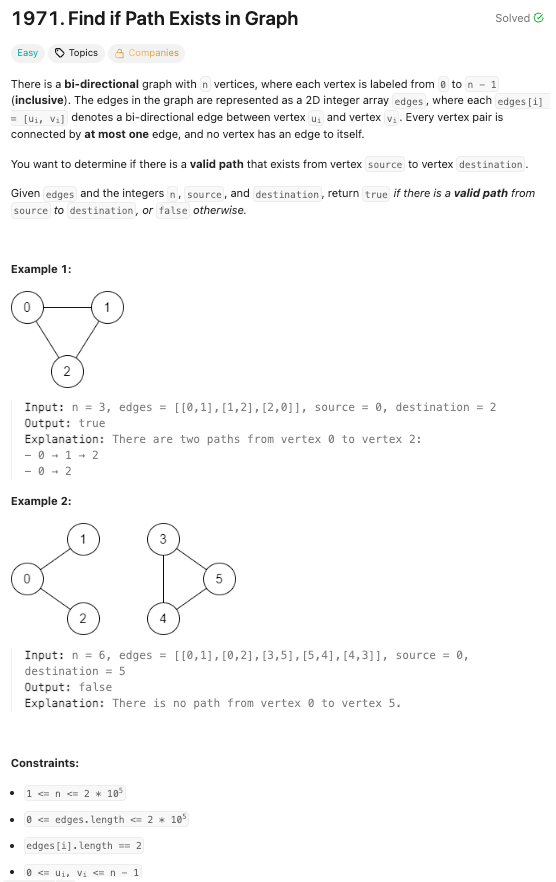 1971. Find if Path Exists in Graph
Solved
Easy Topics Companies
There is a bi-directional graph with n vertices, where each vertex is labeled from 0 to n - 1
(inclusive). The edges in the graph are represented as a 2D integer array edges, where each edges[i]
= [uᵢ, vᵢ] denotes a bi-directional edge between vertex uᵢ and vertex vᵢ. Every vertex pair is
connected by at most one edge, and no vertex has an edge to itself.
You want to determine if there is a valid path that exists from vertex source to vertex destination.
Given edges and the integers n, source, and destination, return true if there is a valid path from
source to destination, or false otherwise.
Example 1:
0 1
2
Input: n = 3, edges = [[0,1],[1,2],[2,0]], source = 0, destination = 2
Output: true
Explanation: There are two paths from vertex 0 to vertex 2:
- 0 → 1 → 2
- 0 → 2
Example 2:
1 3
0 5
2 4
Input: n = 6, edges = [[0,1],[0,2],[3,5],[5,4],[4,3]], source = 0,
destination = 5
Output: false
Explanation: There is no path from vertex 0 to vertex 5.
Constraints:
• 1 <= n <= 2 * 10⁵
• 0 <= edges.length <= 2 * 10⁵
• edges[i].length == 2
• 0 <= uᵢ, vᵢ <= n - 1